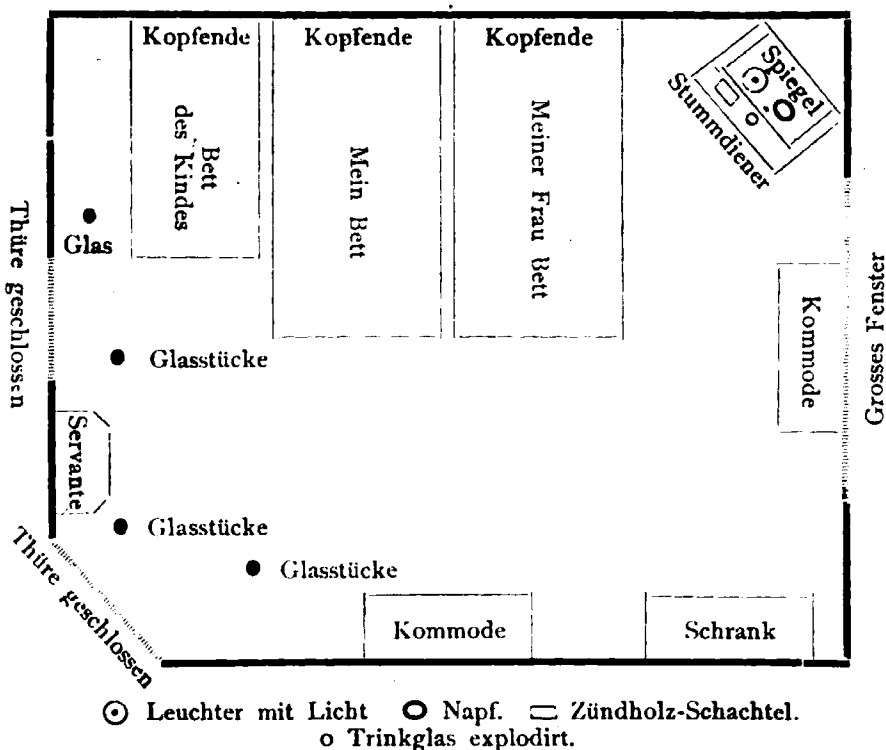 Kopfende
Kopfende
Kopfende
Spiegel
Stummdiener
Bett
des Kindes
Mein Bett
Meiner Frau Bett
Glas
Thüre geschlossen
Grosses Fenster
Kommode
Glasstücke
Servante
Glasstücke
Glasstücke
Thüre geschlossen
Kommode
Schrank
Leuchter mit Licht Napf. Zündholz-Schachtel.
Trinkglas explodirt.